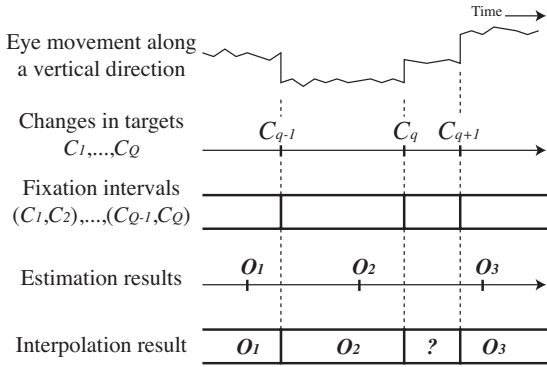 Time
Eye movement along
a vertical direction
Changes in targets
C1,...,CQ
Cq-1 Cq Cq+1
Fixation intervals
(C1,C2),...,(CQ-1,CQ)
Estimation results
O1 O2 O3
Interpolation result
O1 O2 ? O3